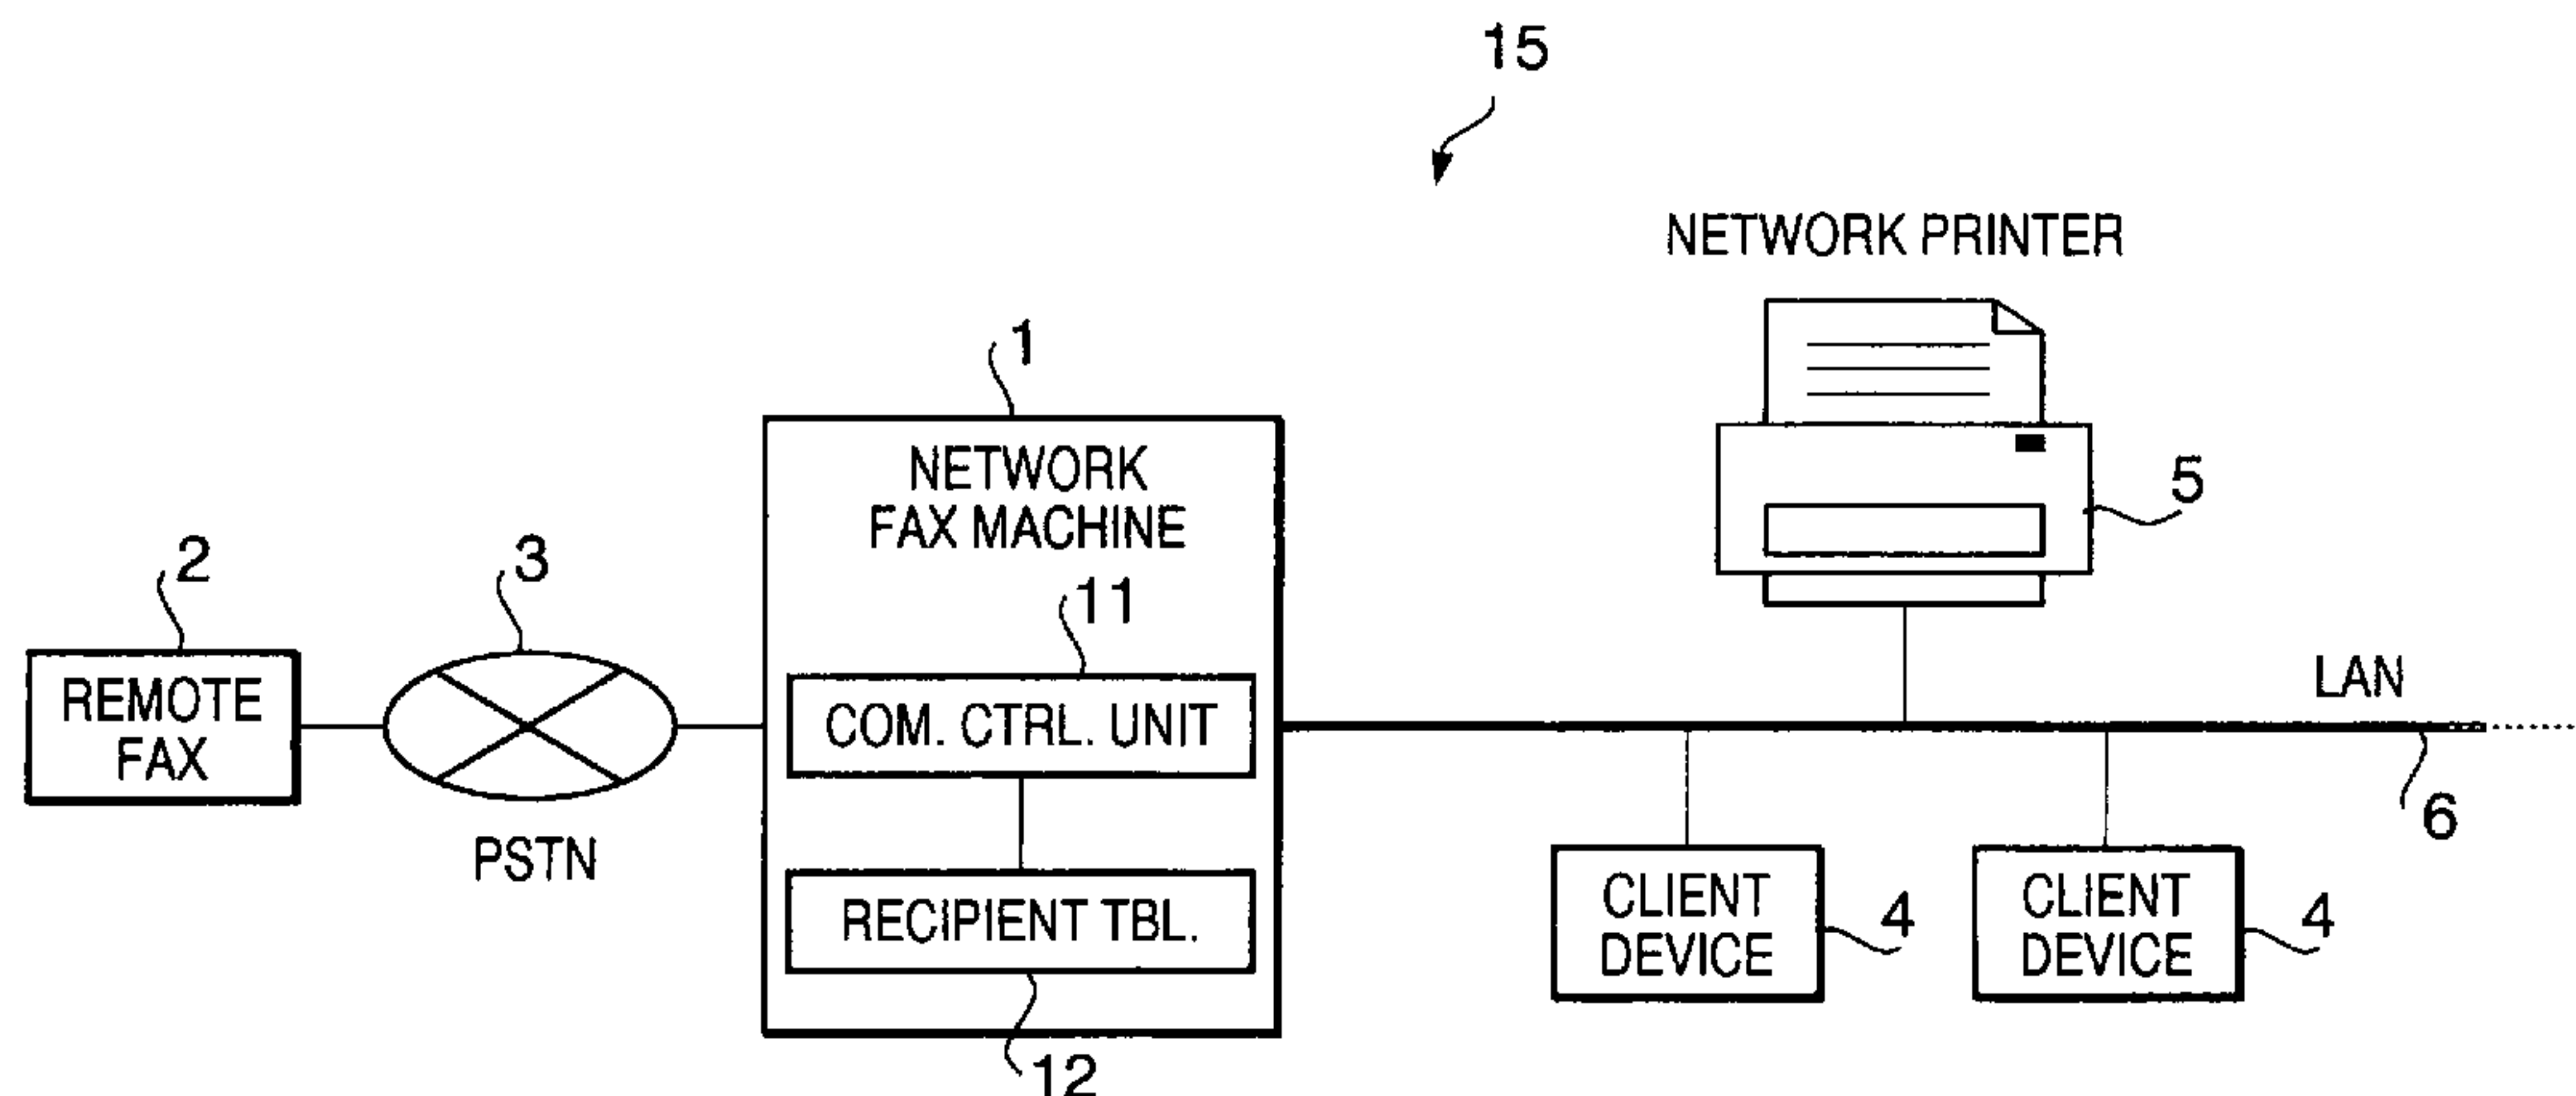 15
NETWORK PRINTER
1
NETWORK
FAX MACHINE
5
2
3
11
REMOTE
FAX
COM. CTRL. UNIT
LAN
PSTN
6
RECIPIENT TBL.
CLIENT
DEVICE
4
CLIENT
DEVICE
4
12